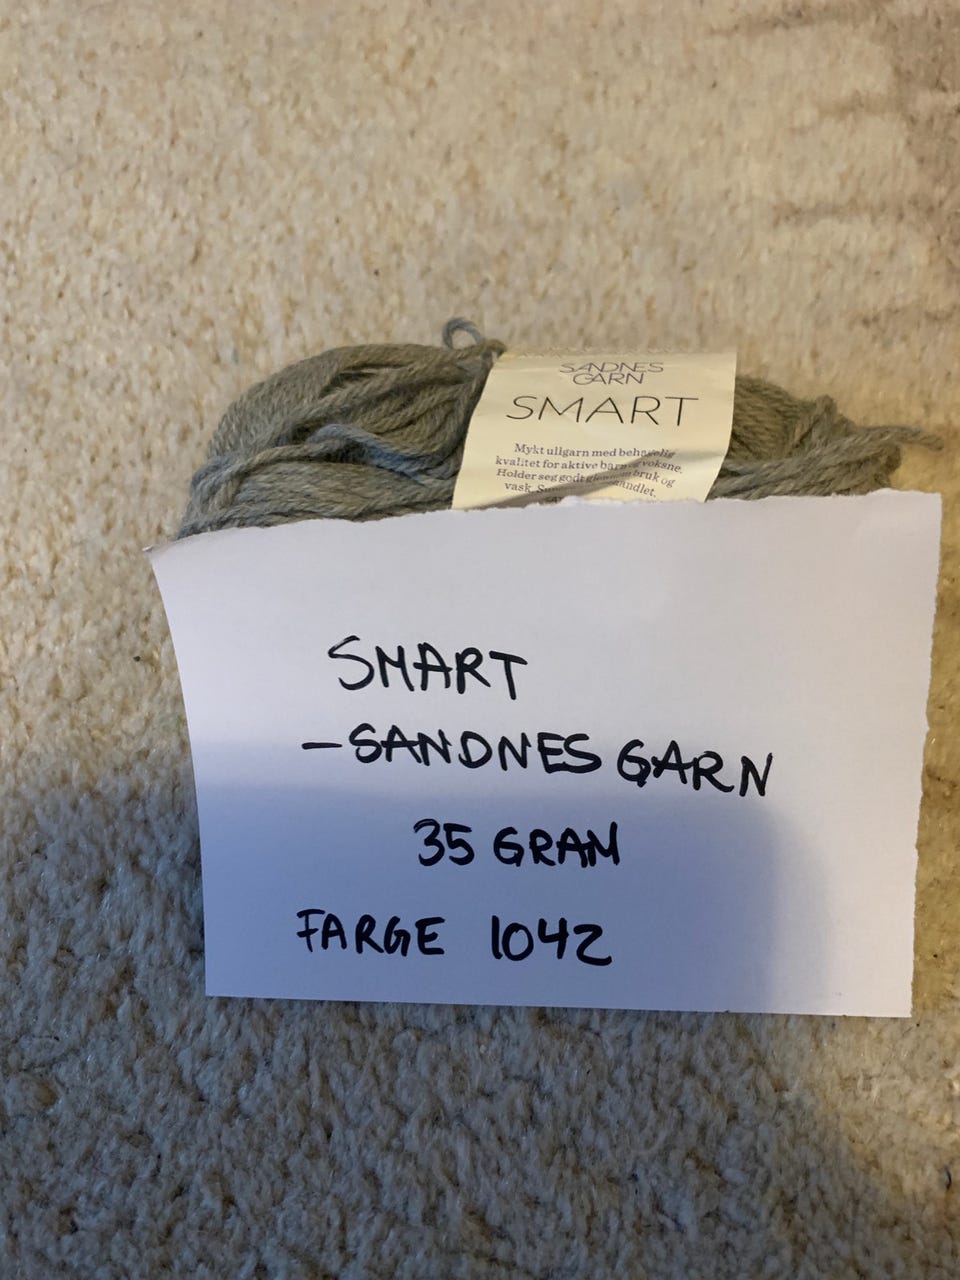 SANDNES
GARN
SMART
Mykt ullgarn med behagelig
kvalitet for aktive barn og voksne.
Holder seg godt bruk og
vask.
SMART
- SANDNES GARN
35 GRAM
FARGE 1042